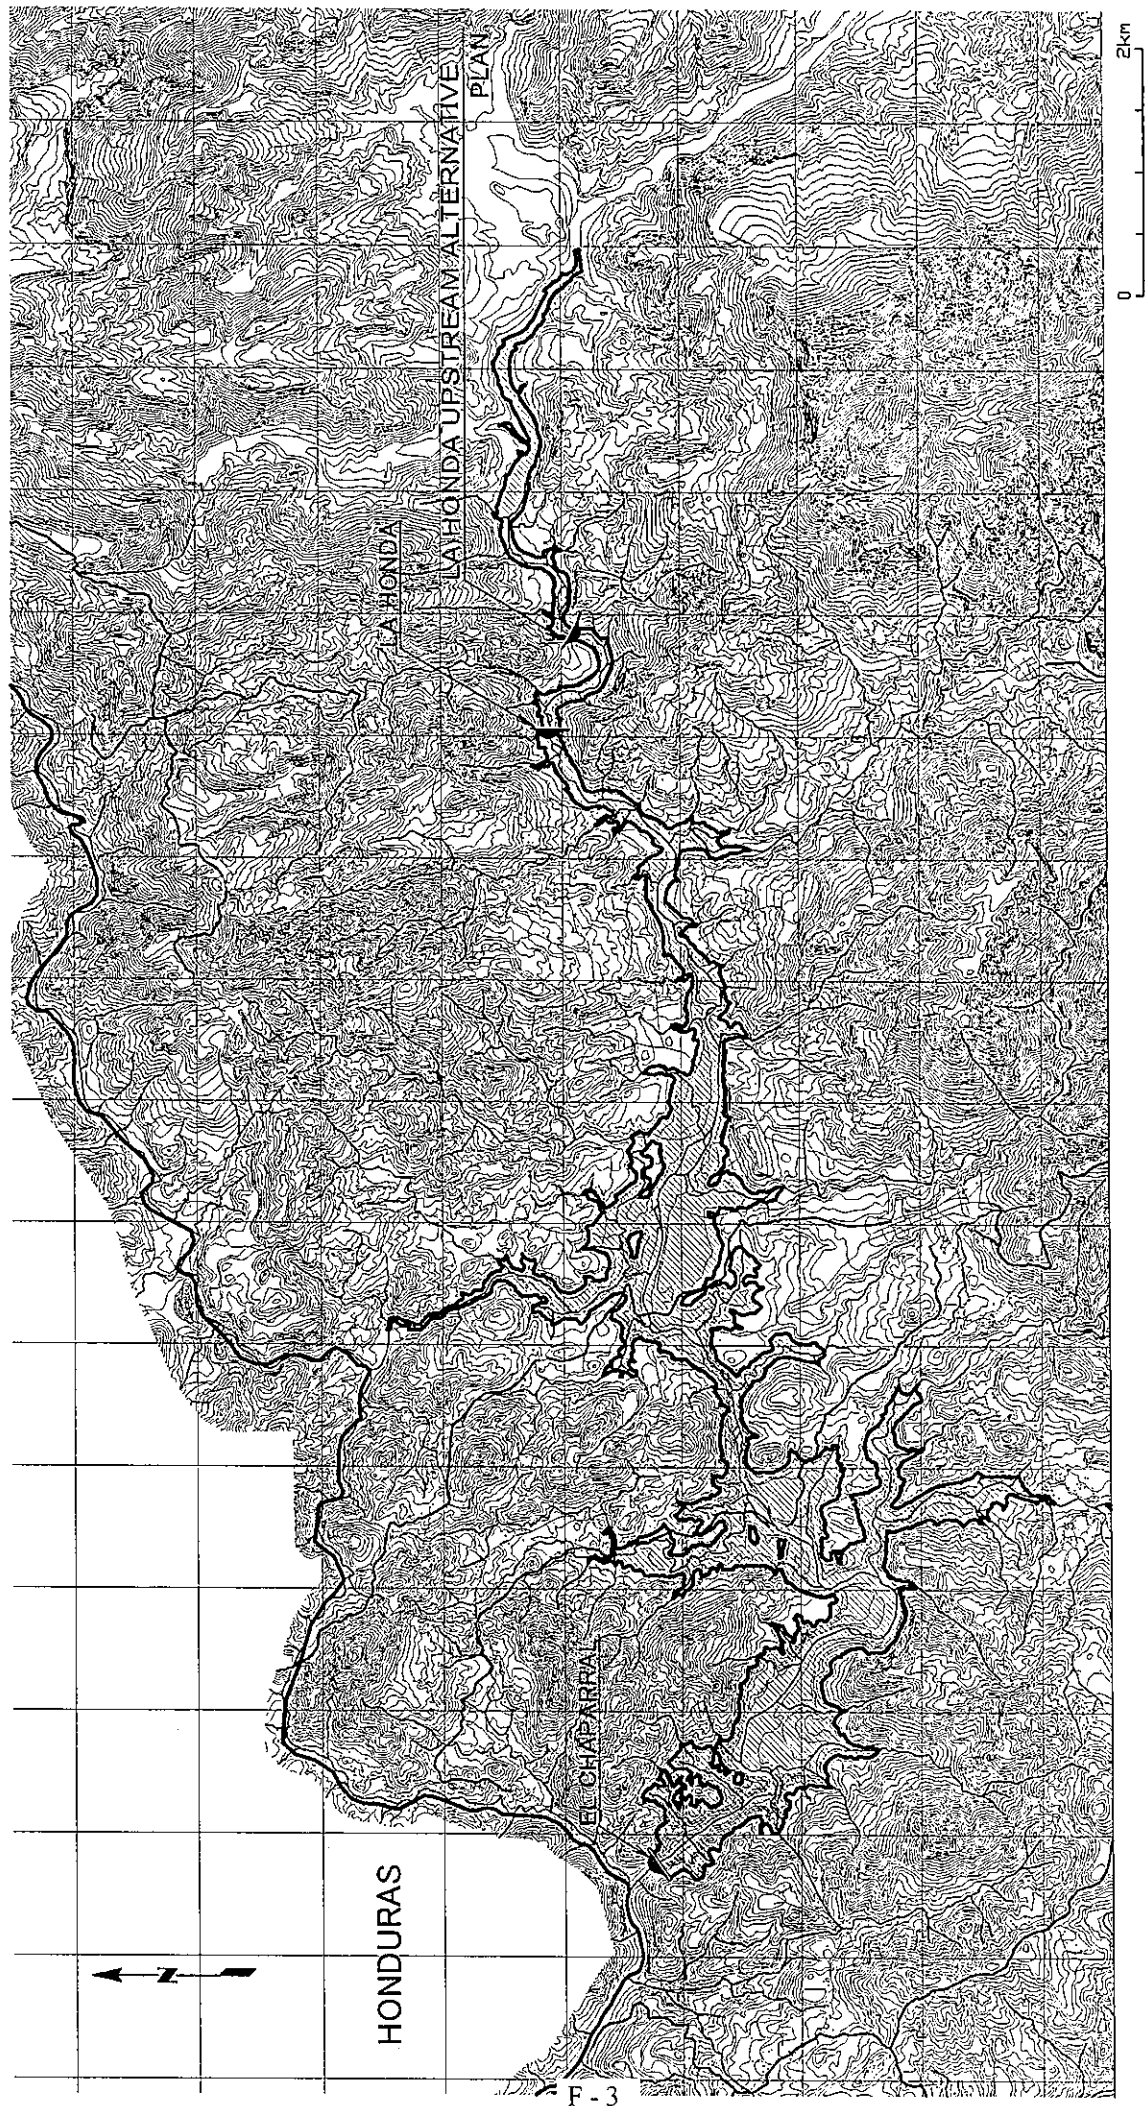 LA HONDA UPSTREAM ALTERNATIVE
PLAN
LA HONDA
EL CHAPARRAL
HONDURAS
N
0
2km
F - 3